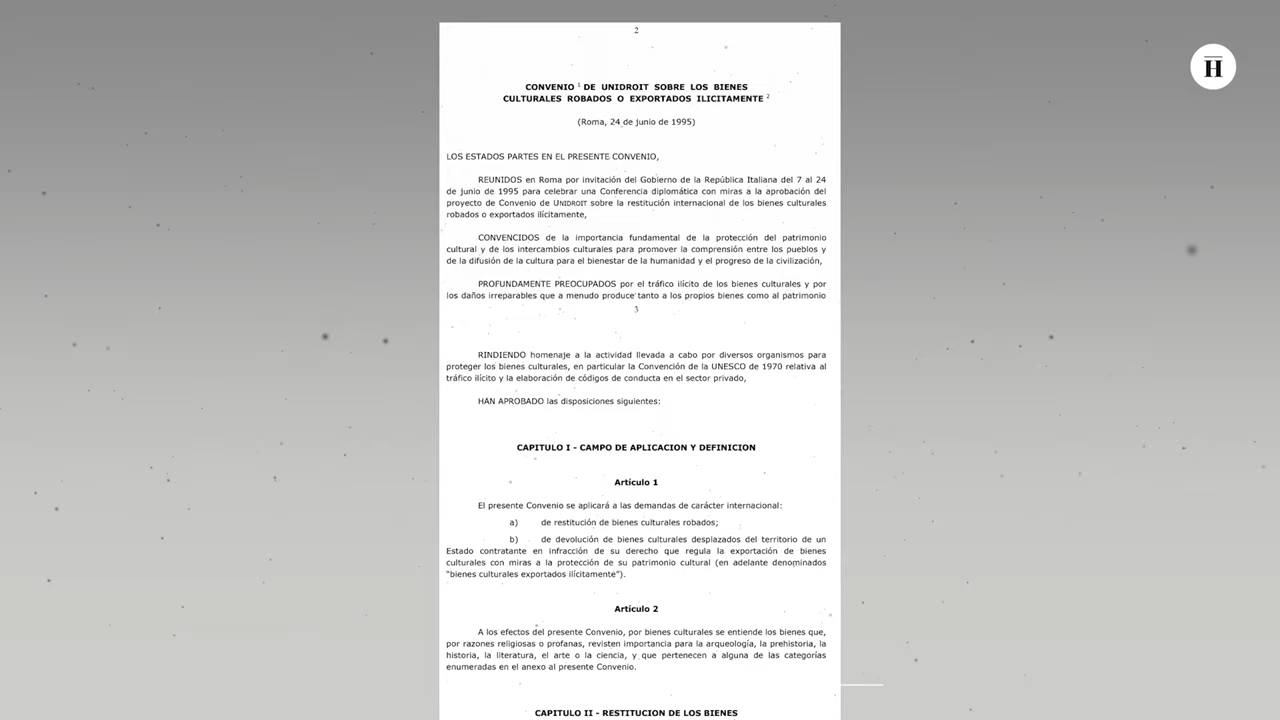 2
CONVENIO 1 DE UNIDROIT SOBRE LOS BIENES
CULTURALES ROBADOS O EXPORTADOS ILICITAMENTE 2
(Roma, 24 de junio de 1995)
H
LOS ESTADOS PARTES EN EL PRESENTE CONVENIO,
REUNIDOS en Roma por invitación del Gobierno de la República Italiana del 7 al 24
de junio de 1995 para celebrar una Conferencia diplomática con miras a la aprobación del
proyecto de Convenio de UNIDROIT sobre la restitución internacional de los bienes culturales
robados o exportados ilícitamente,
CONVENCIDOS de la importancia fundamental de la protección del patrimonio
cultural y de los intercambios culturales para promover la comprensión entre los pueblos y
de la difusión de la cultura para el bienestar de la humanidad y el progreso de la civilización,
PROFUNDAMENTE PREOCUPADOS por el tráfico ilícito de los bienes culturales y por
los daños irreparables que a menudo produce tanto a los propios bienes como al patrimonio
3
RINDIENDO homenaje a la actividad llevada a cabo por diversos organismos para
proteger los bienes culturales, en particular la Convención de la UNESCO de 1970 relativa al
tráfico ilícito y la elaboración de códigos de conducta en el sector privado,
HAN APROBADO las disposiciones siguientes:
CAPITULO I - CAMPO DE APLICACION Y DEFINICION
Artículo 1
El presente Convenio se aplicará a las demandas de carácter internacional:
a) de restitución de bienes culturales robados;
b) de devolución de bienes culturales desplazados del territorio de un
Estado contratante en infracción de su derecho que regula la exportación de bienes
culturales con miras a la protección de su patrimonio cultural (en adelante denominados
"bienes culturales exportados ilícitamente").
Artículo 2
A los efectos del presente Convenio, por bienes culturales se entiende los bienes que,
por razones religiosas o profanas, revisten importancia para la arqueología, la prehistoria, la
historia, la literatura, el arte o la ciencia, y que pertenecen a alguna de las categorías
enumeradas en el anexo al presente Convenio.
CAPITULO II - RESTITUCION DE LOS BIENES